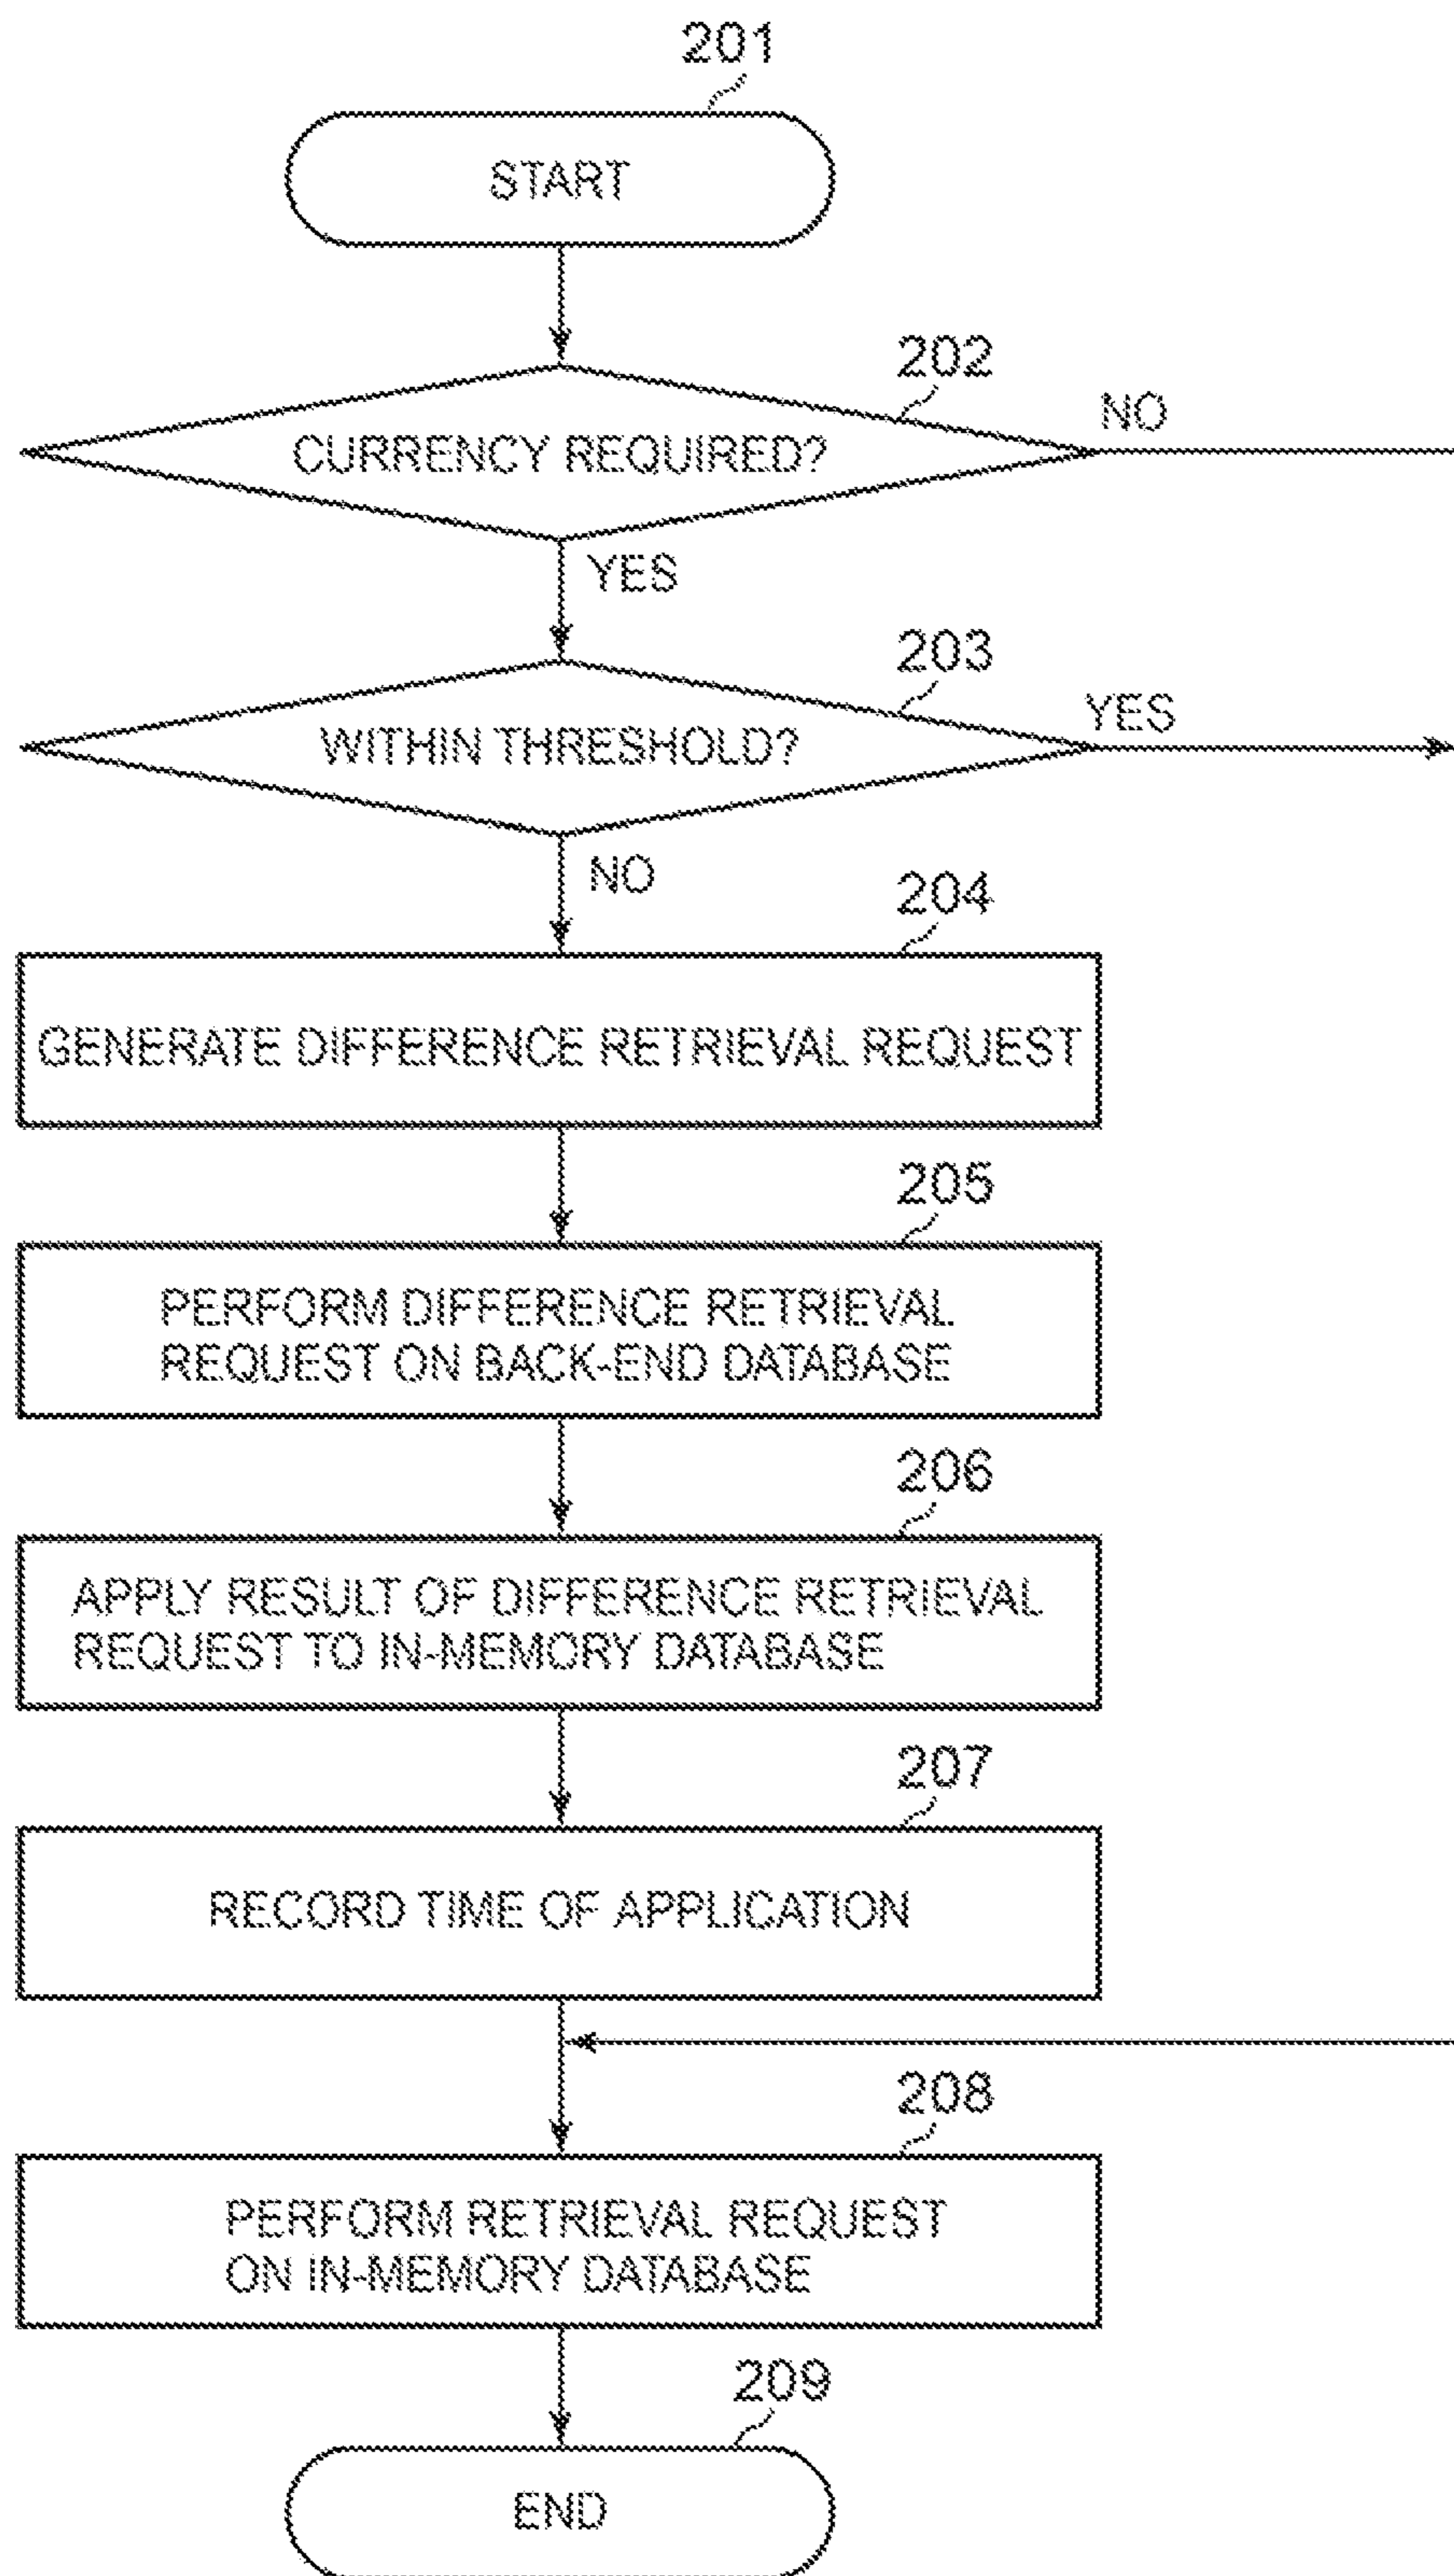 201
START
202
CURRENCY REQUIRED?
NO
YES
203
WITHIN THRESHOLD?
YES
NO
204
GENERATE DIFFERENCE RETRIEVAL REQUEST
205
PERFORM DIFFERENCE RETRIEVAL
REQUEST ON BACK-END DATABASE
206
APPLY RESULT OF DIFFERENCE RETRIEVAL
REQUEST TO IN-MEMORY DATABASE
207
RECORD TIME OF APPLICATION
208
PERFORM RETRIEVAL REQUEST
ON IN-MEMORY DATABASE
209
END